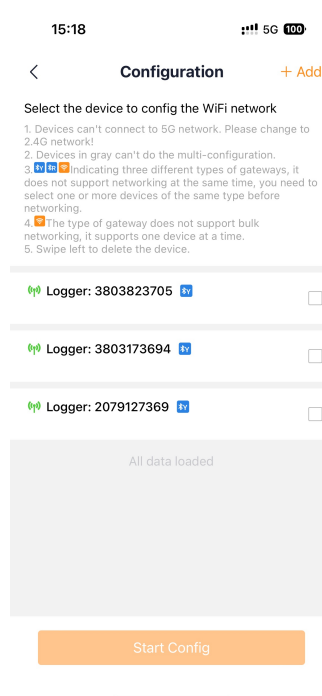 15:18
5G 100
Configuration
+ Add
Select the device to config the WiFi network
1. Devices can't connect to 5G network. Please change to
2.4G network!
2. Devices in gray can't do the multi-configuration.
3. Y R Indicating three different types of gateways, it
does not support networking at the same time, you need to
select one or more devices of the same type before
networking.
4. The type of gateway does not support bulk
networking, it supports one device at a time.
5. Swipe left to delete the device.
Logger: 3803823705 Y
Logger: 3803173694 Y
Logger: 2079127369 Y
All data loaded
Start Config